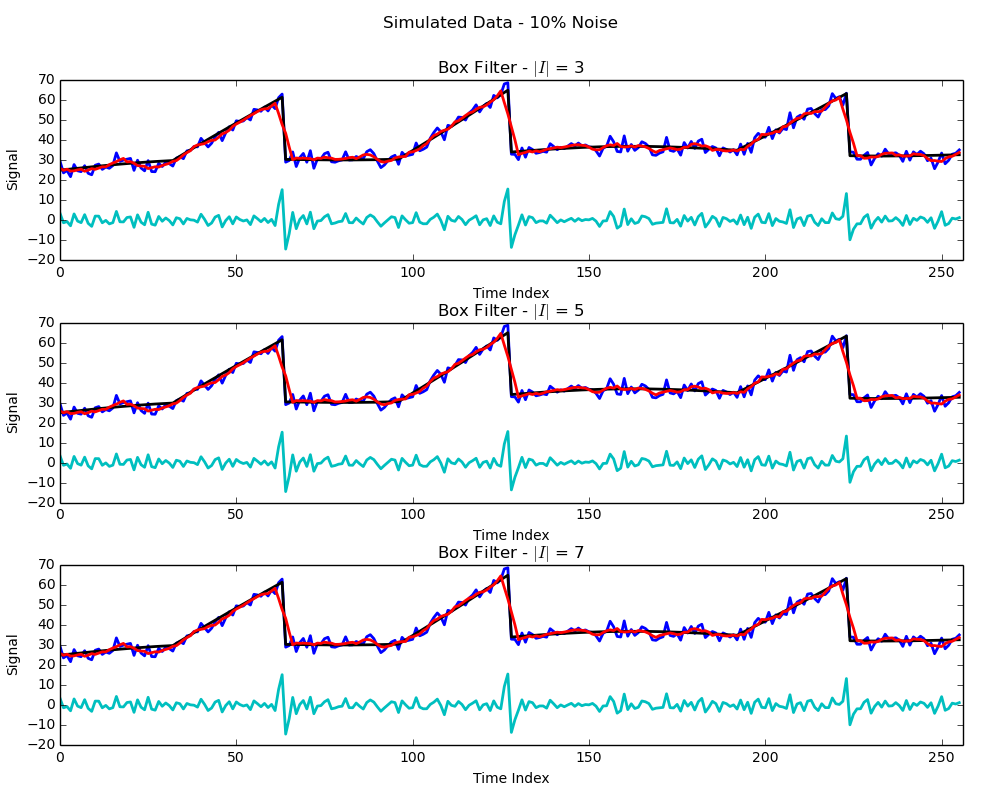 Simulated Data - 10% Noise
Box Filter - |I| = 3
70
60
50
40
30
20
10
0
−10
−20
Signal
0 50 100 150 200 250
Time Index
Box Filter - |I| = 5
70
60
50
40
30
20
10
0
−10
−20
Signal
0 50 100 150 200 250
Time Index
Box Filter - |I| = 7
70
60
50
40
30
20
10
0
−10
−20
Signal
0 50 100 150 200 250
Time Index